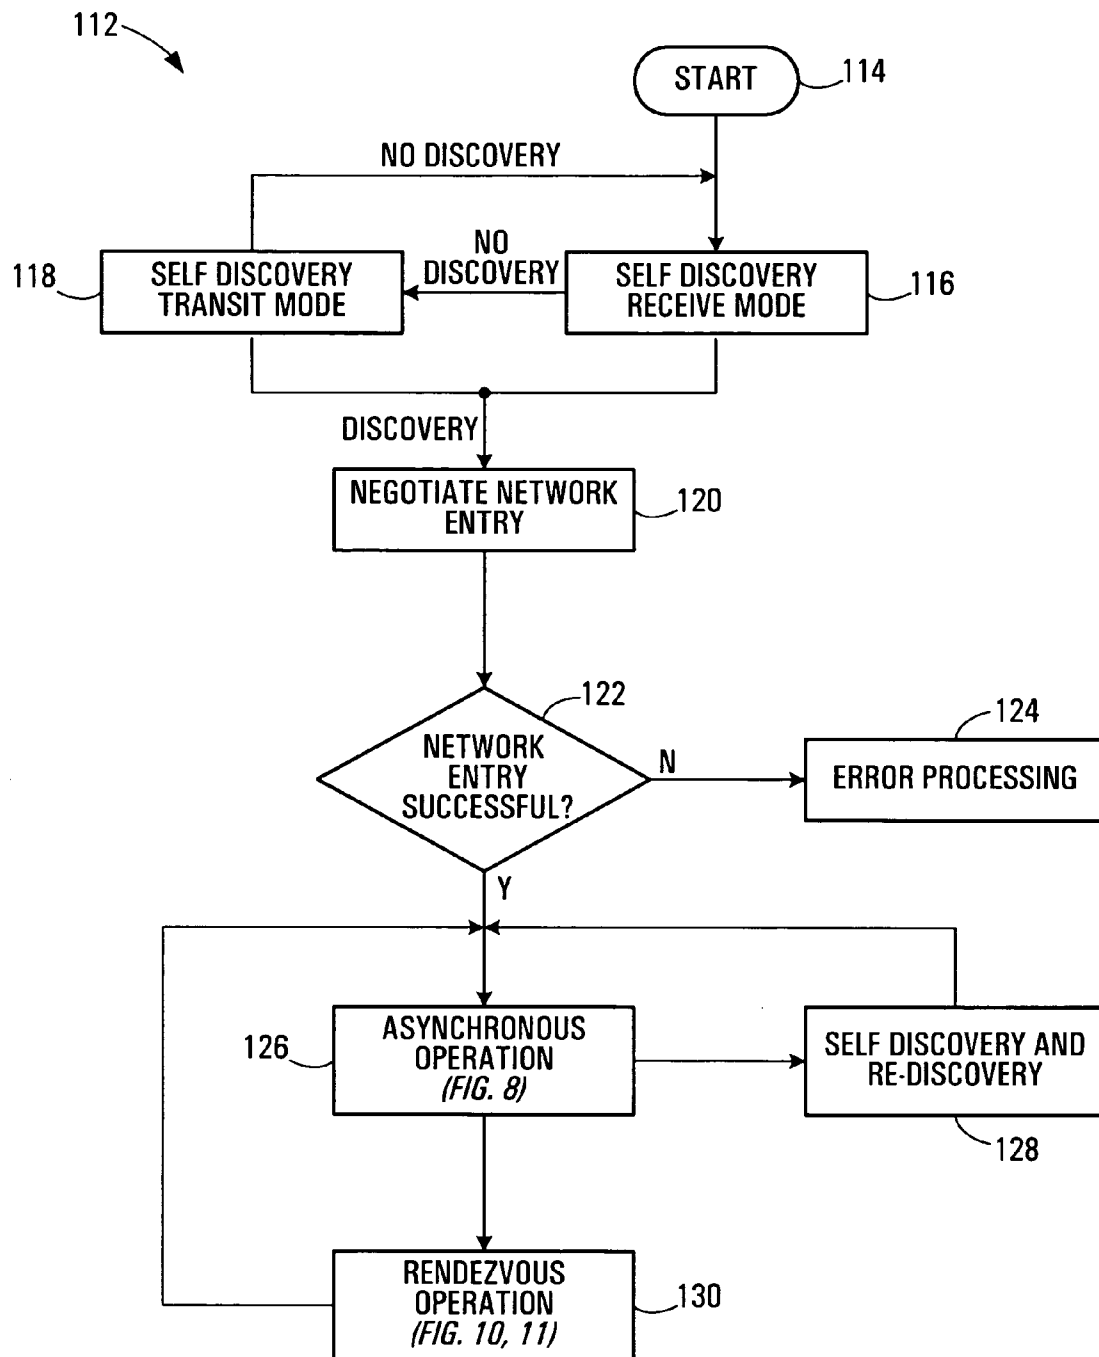 112
START
114
NO DISCOVERY
NO
DISCOVERY
118
SELF DISCOVERY
TRANSIT MODE
SELF DISCOVERY
RECEIVE MODE
116
DISCOVERY
NEGOTIATE NETWORK
ENTRY
120
122
NETWORK
ENTRY
SUCCESSFUL?
N
124
ERROR PROCESSING
Y
126
ASYNCHRONOUS
OPERATION
(FIG. 8)
SELF DISCOVERY AND
RE-DISCOVERY
128
RENDEZVOUS
OPERATION
(FIG. 10, 11)
130